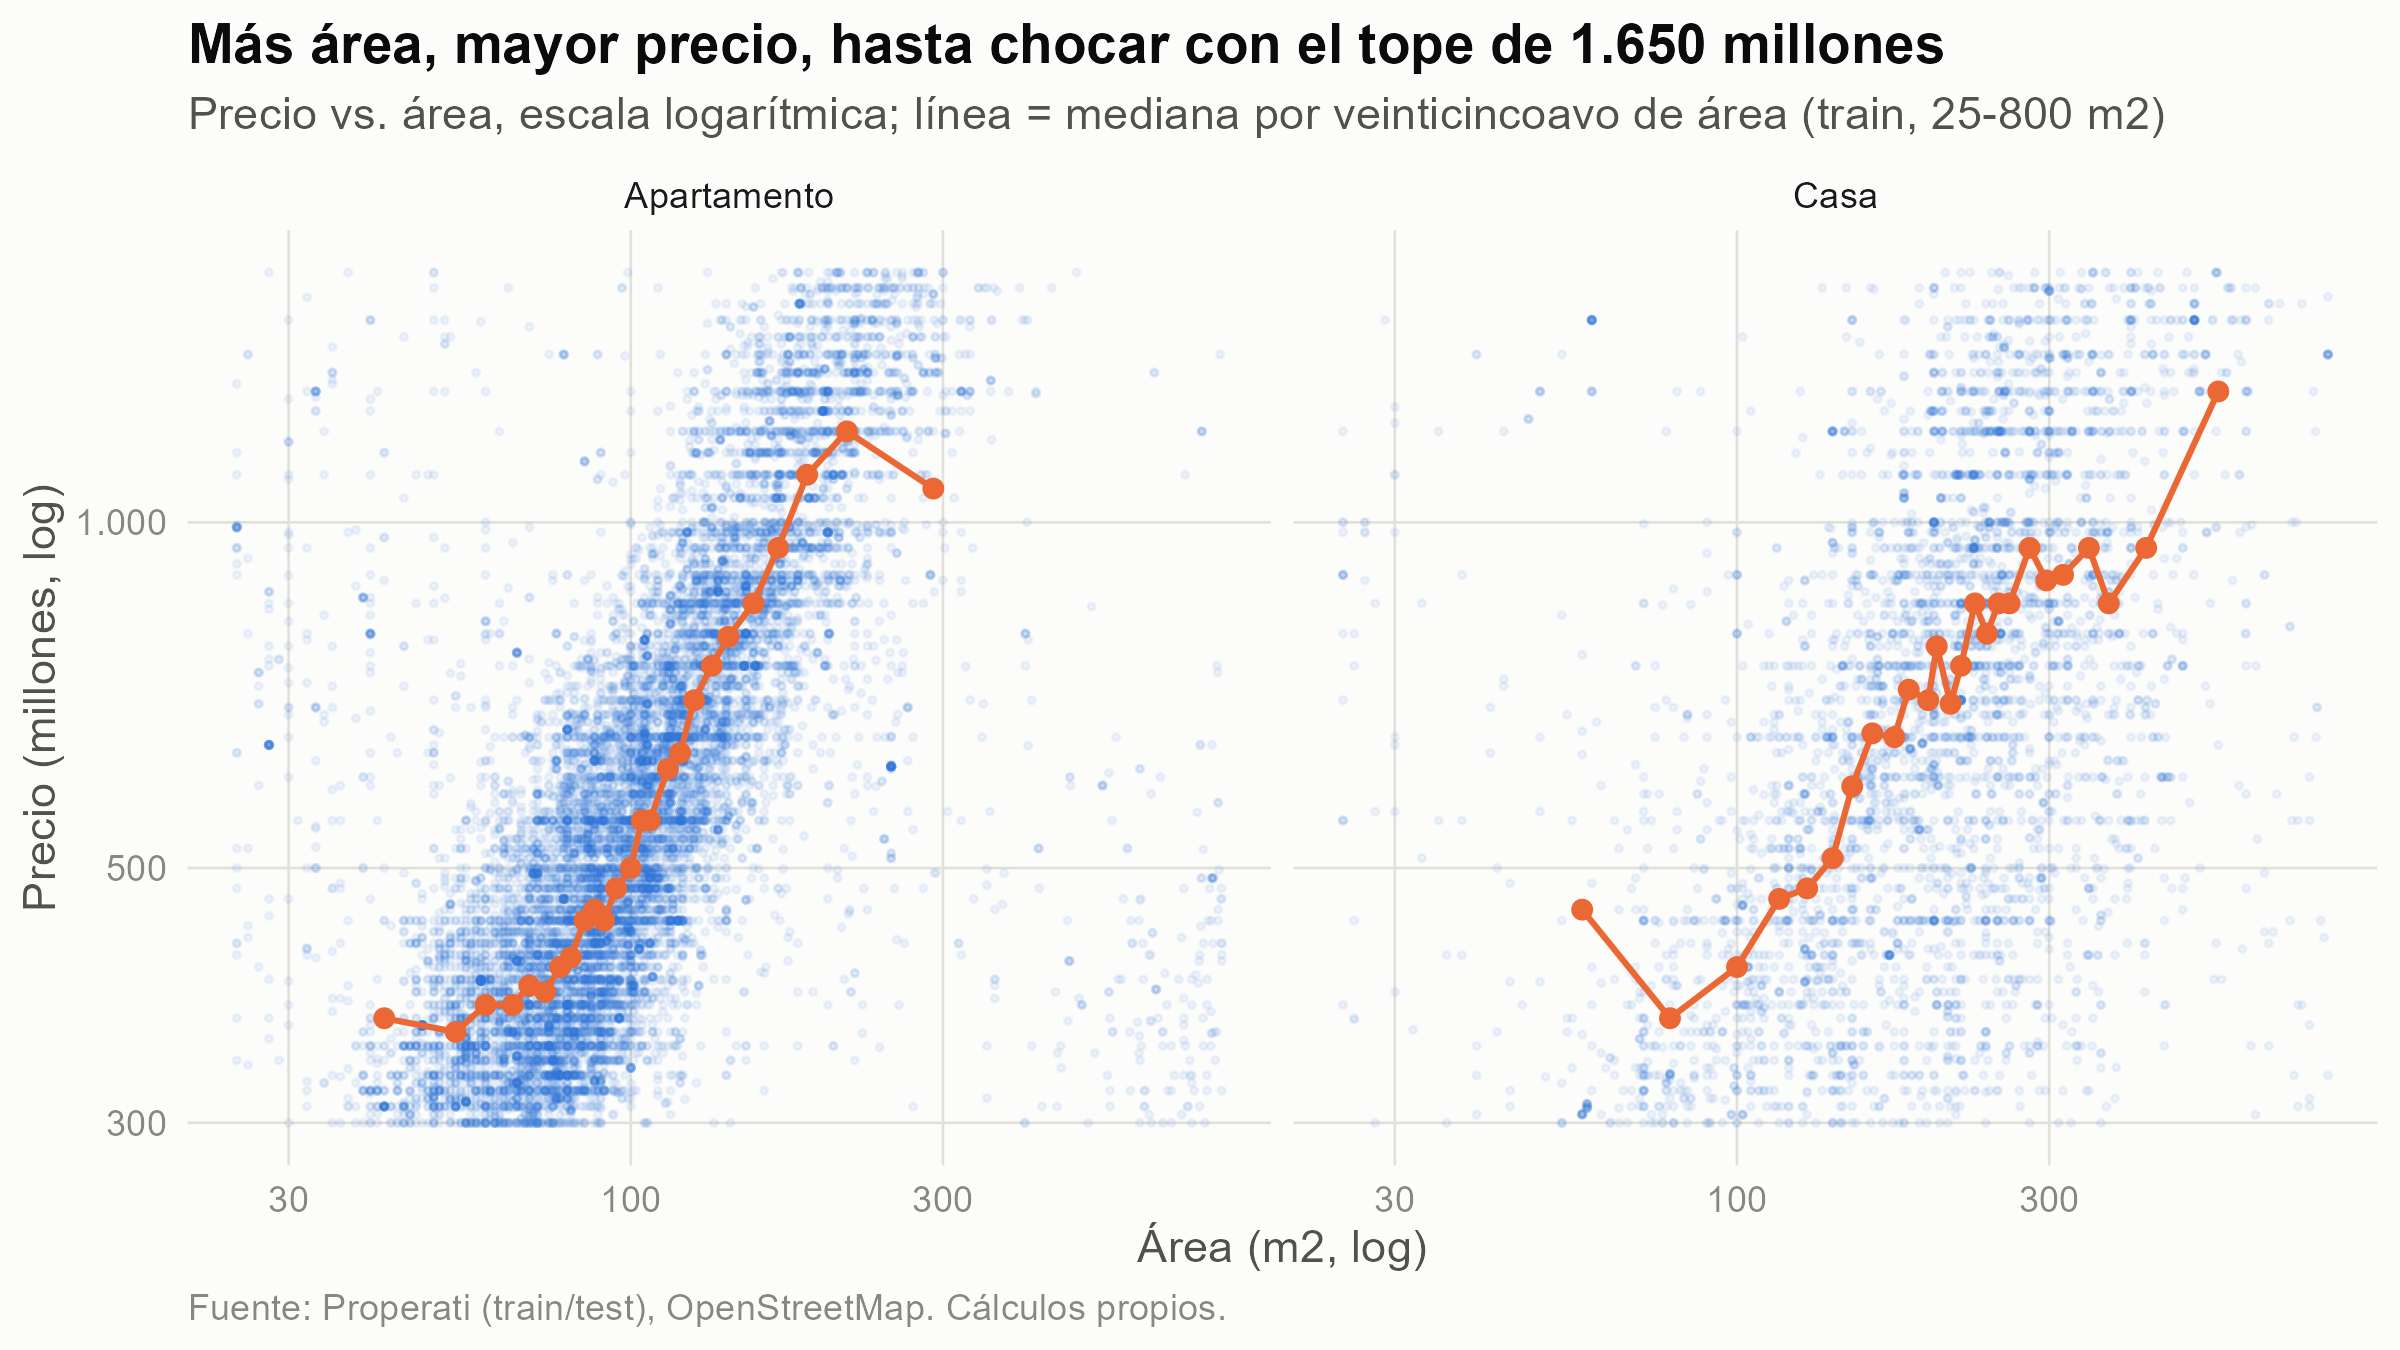 Más área, mayor precio, hasta chocar con el tope de 1.650 millones
Precio vs. área, escala logarítmica; línea = mediana por veinticincoavo de área (train, 25-800 m2)
Apartamento
Casa
Precio (millones, log)
1.000
500
300
30
100
300
30
100
300
Área (m2, log)
Fuente: Properati (train/test), OpenStreetMap. Cálculos propios.